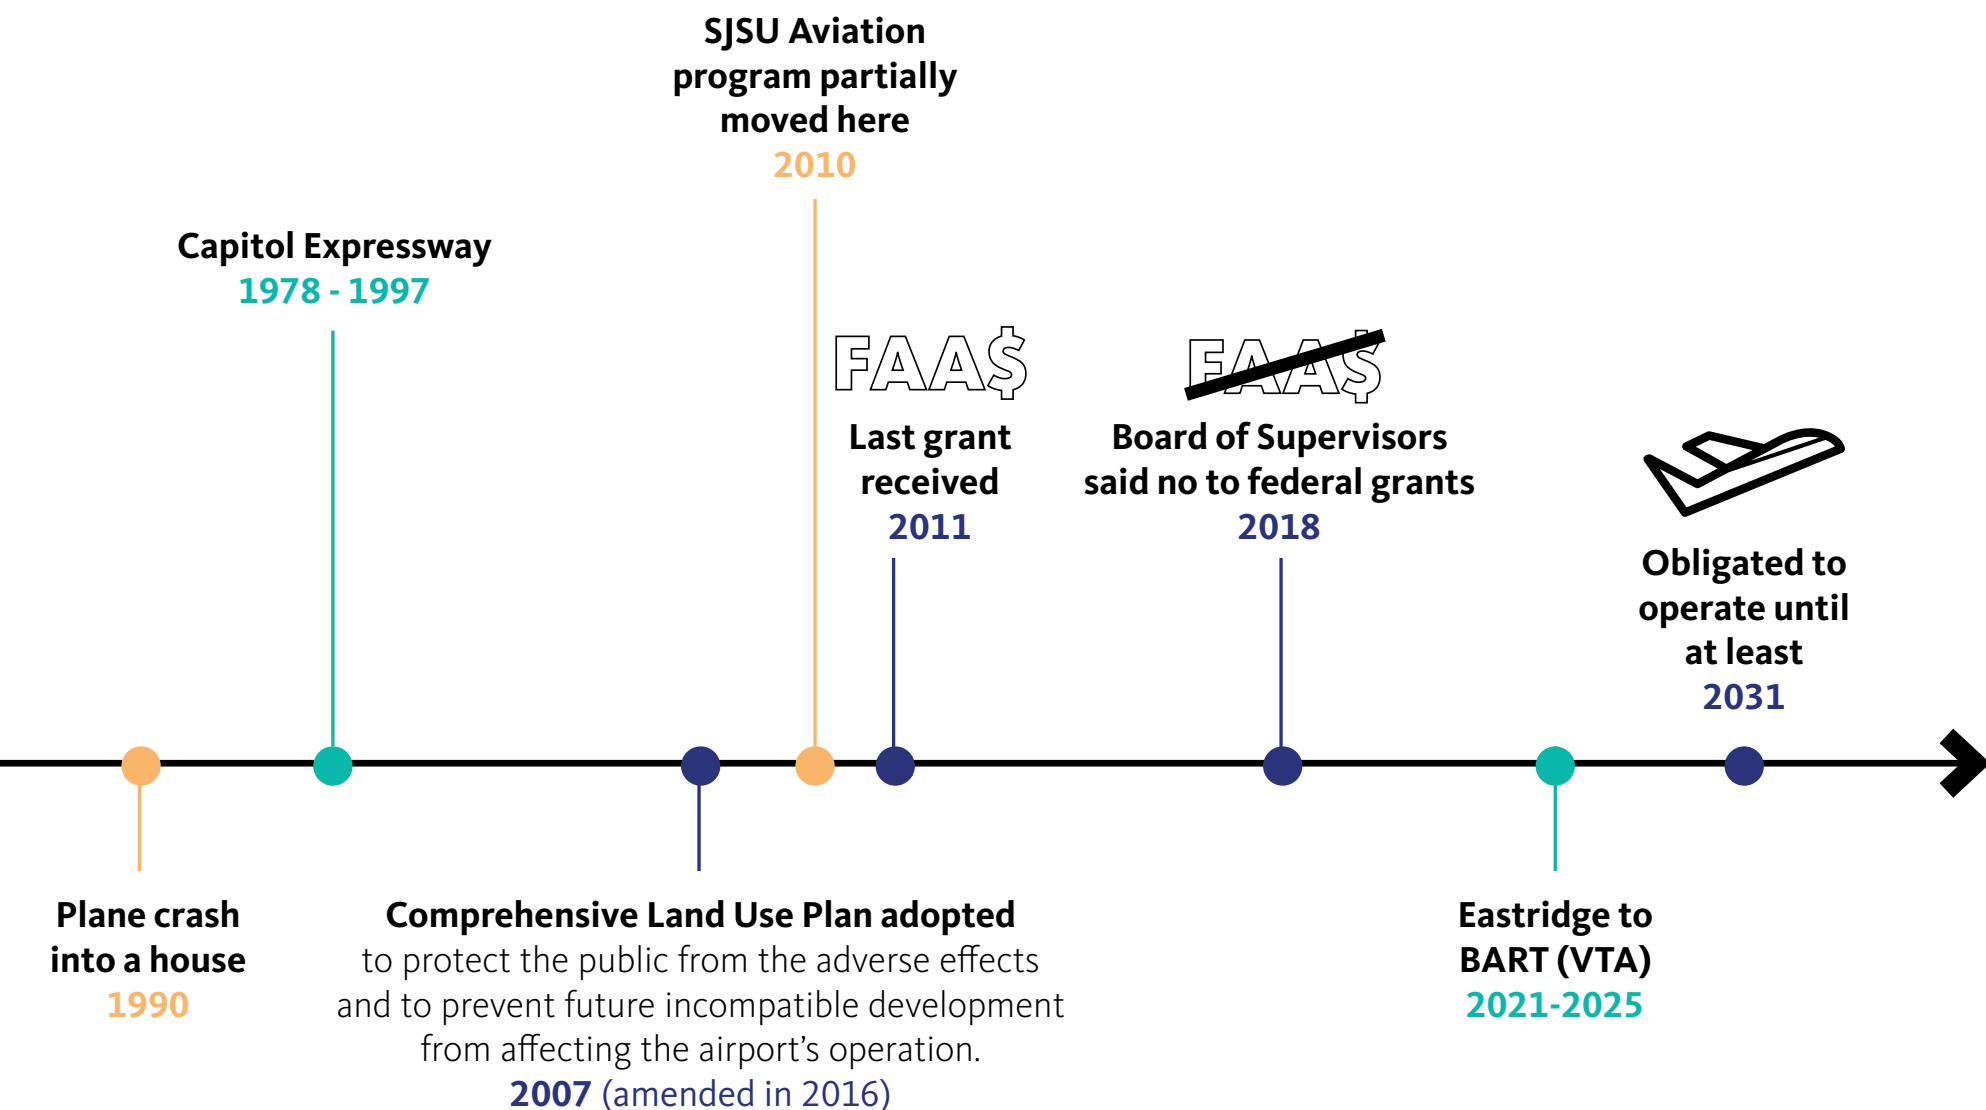 SJSU Aviation
program partially
moved here
2010
Capitol Expressway
1978 - 1997
FAA$
Last grant
received
2011
FAA$
Board of Supervisors
said no to federal grants
2018
Obligated to
operate until
at least
2031
Plane crash
into a house
1990
Comprehensive Land Use Plan adopted
to protect the public from the adverse effects
and to prevent future incompatible development
from affecting the airport’s operation.
2007 (amended in 2016)
Eastridge to
BART (VTA)
2021-2025